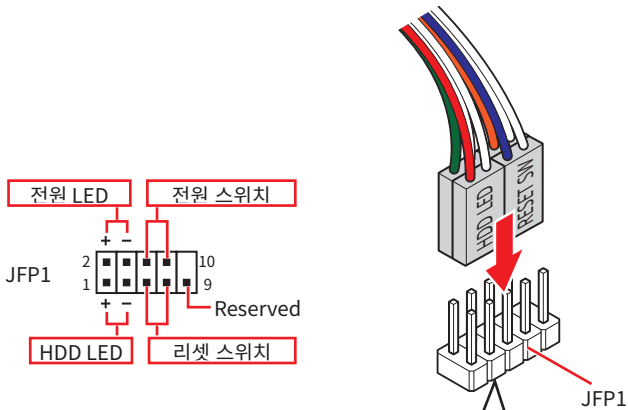 전원 LED
전원 스위치
+ −
2 10
JFP1
1 9
+ −
Reserved
HDD LED
리셋 스위치
HDD LED
RESET SW
JFP1